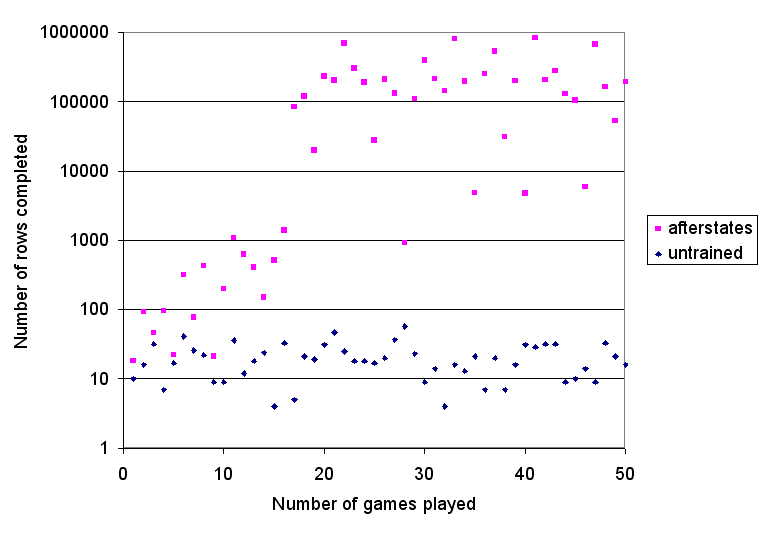 1000000
100000
10000
1000
100
10
1
0 10 20 30 40 50
Number of rows completed
Number of games played
afterstates
untrained